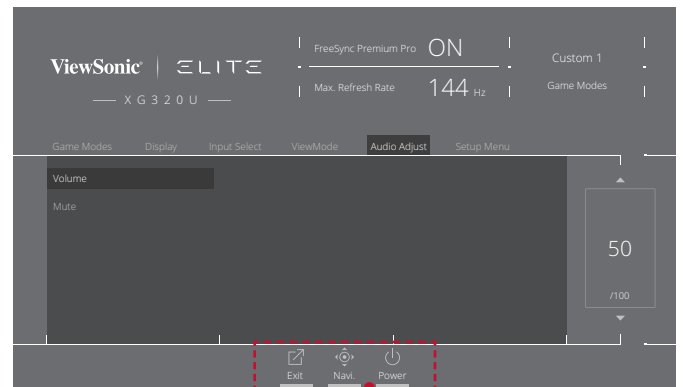 ViewSonic® ELITE
XG320U
FreeSync Premium Pro ON
Max. Refresh Rate 144 Hz
Custom 1
Game Modes
Game Modes Display Input Select ViewMode Audio Adjust Setup Menu
Volume
Mute
50
/100
Exit Navi. Power